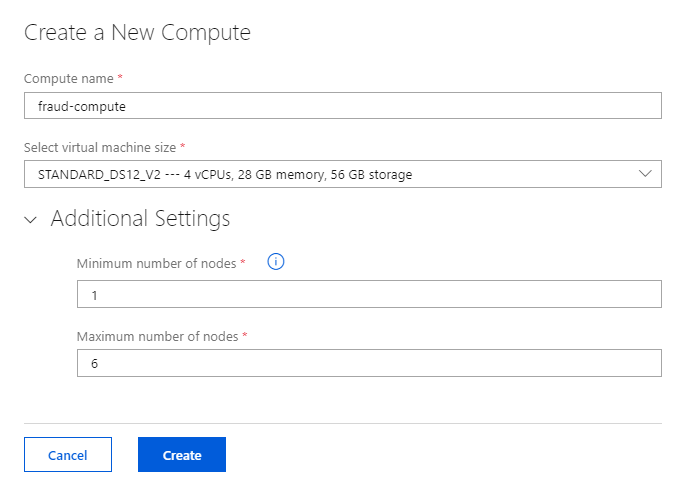 Create a New Compute
Compute name *
fraud-compute
Select virtual machine size *
STANDARD_DS12_V2 --- 4 vCPUs, 28 GB memory, 56 GB storage
Additional Settings
Minimum number of nodes * i
1
Maximum number of nodes *
6
Cancel Create